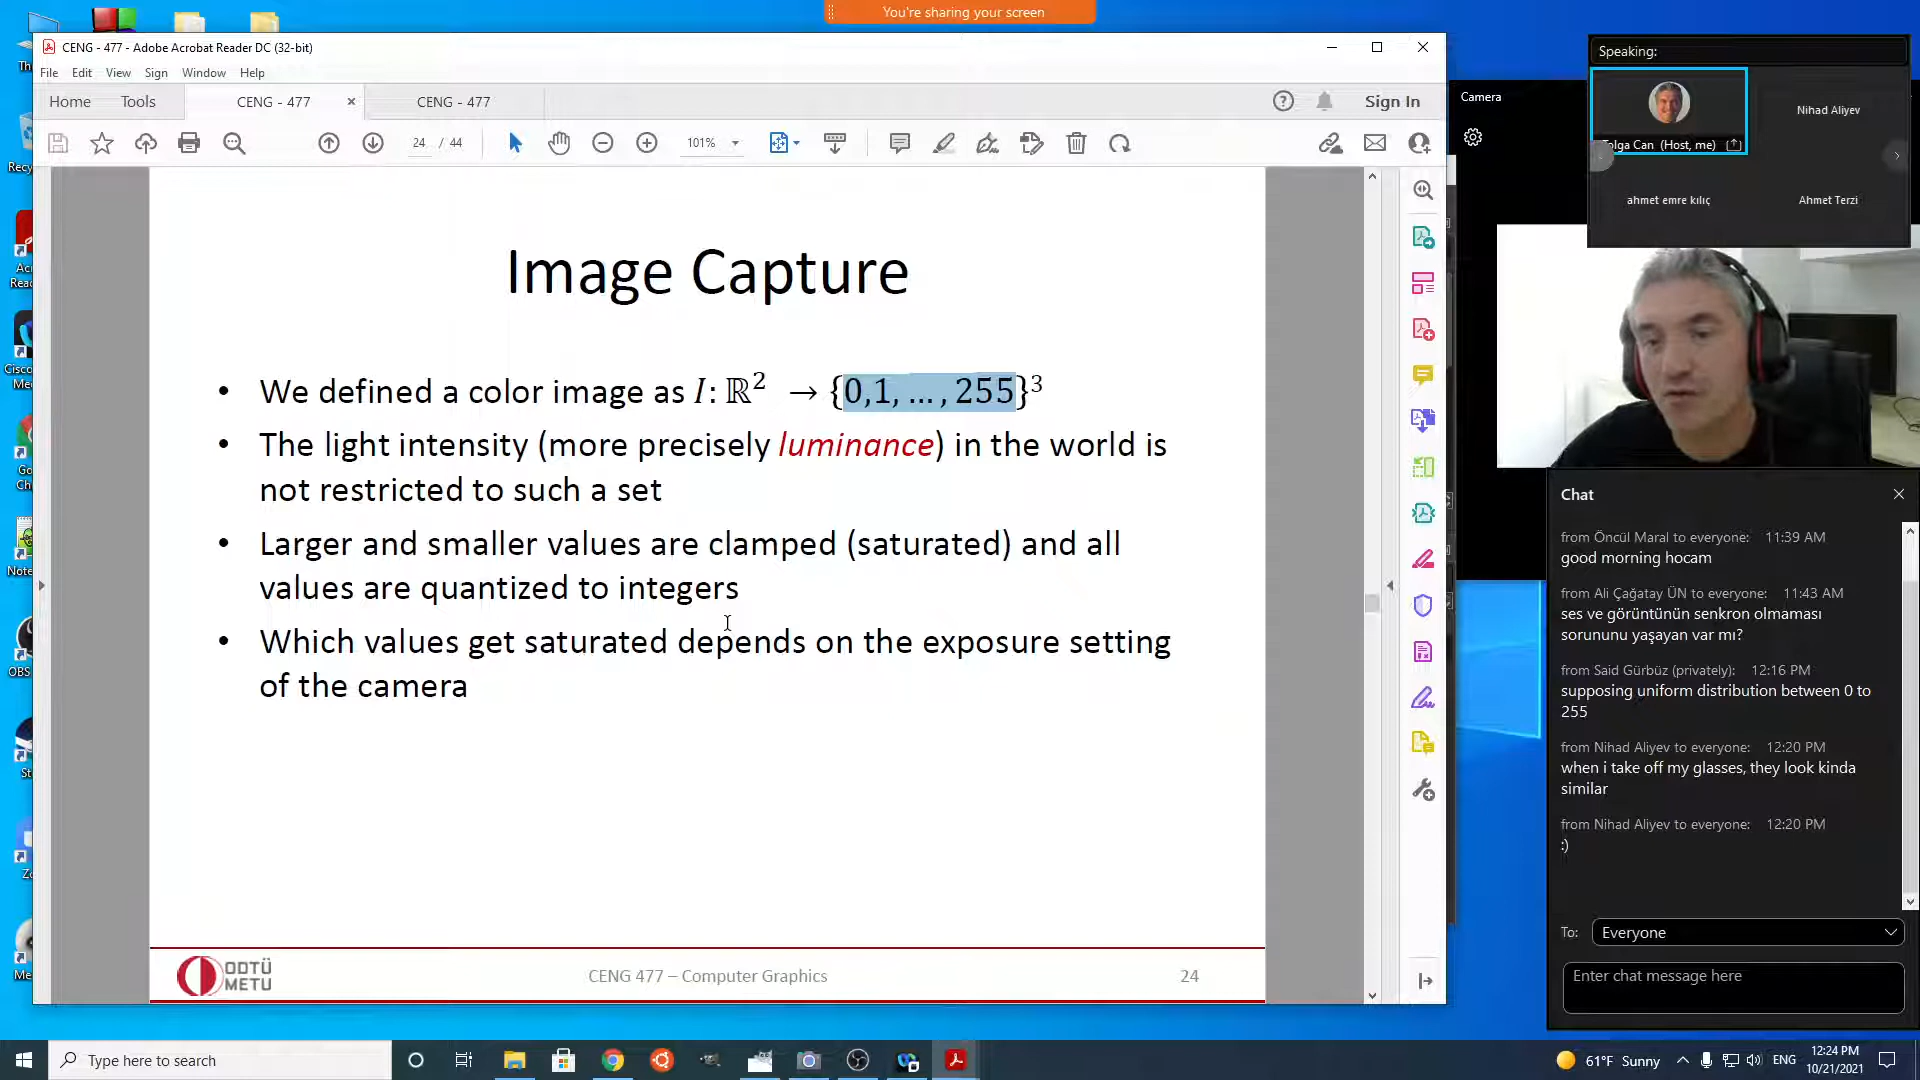 You're sharing your screen
CENG - 477 - Adobe Acrobat Reader DC (32-bit)
File Edit View Sign Window Help
Home Tools CENG - 477 × CENG - 477 Sign In
24 / 44 101%
Image Capture
• We defined a color image as I: ℝ² → {0,1, … , 255}³
• The light intensity (more precisely luminance) in the world is
not restricted to such a set
• Larger and smaller values are clamped (saturated) and all
values are quantized to integers
• Which values get saturated depends on the exposure setting
of the camera
ODTÜ
METU
CENG 477 – Computer Graphics
24
Camera
Speaking:
Tolga Can (Host, me)
Nihad Aliyev
ahmet emre kılıç
Ahmet Terzi
Chat
from Öncül Maral to everyone: 11:39 AM
good morning hocam
from Ali Çağatay ÜN to everyone: 11:43 AM
ses ve görüntünün senkron olmaması
sorununu yaşayan var mı?
from Said Gürbüz (privately): 12:16 PM
supposing uniform distribution between 0 to
255
from Nihad Aliyev to everyone: 12:20 PM
when i take off my glasses, they look kinda
similar
from Nihad Aliyev to everyone: 12:20 PM
:)
To: Everyone
Enter chat message here
Type here to search
61°F Sunny
ENG
12:24 PM
10/21/2021